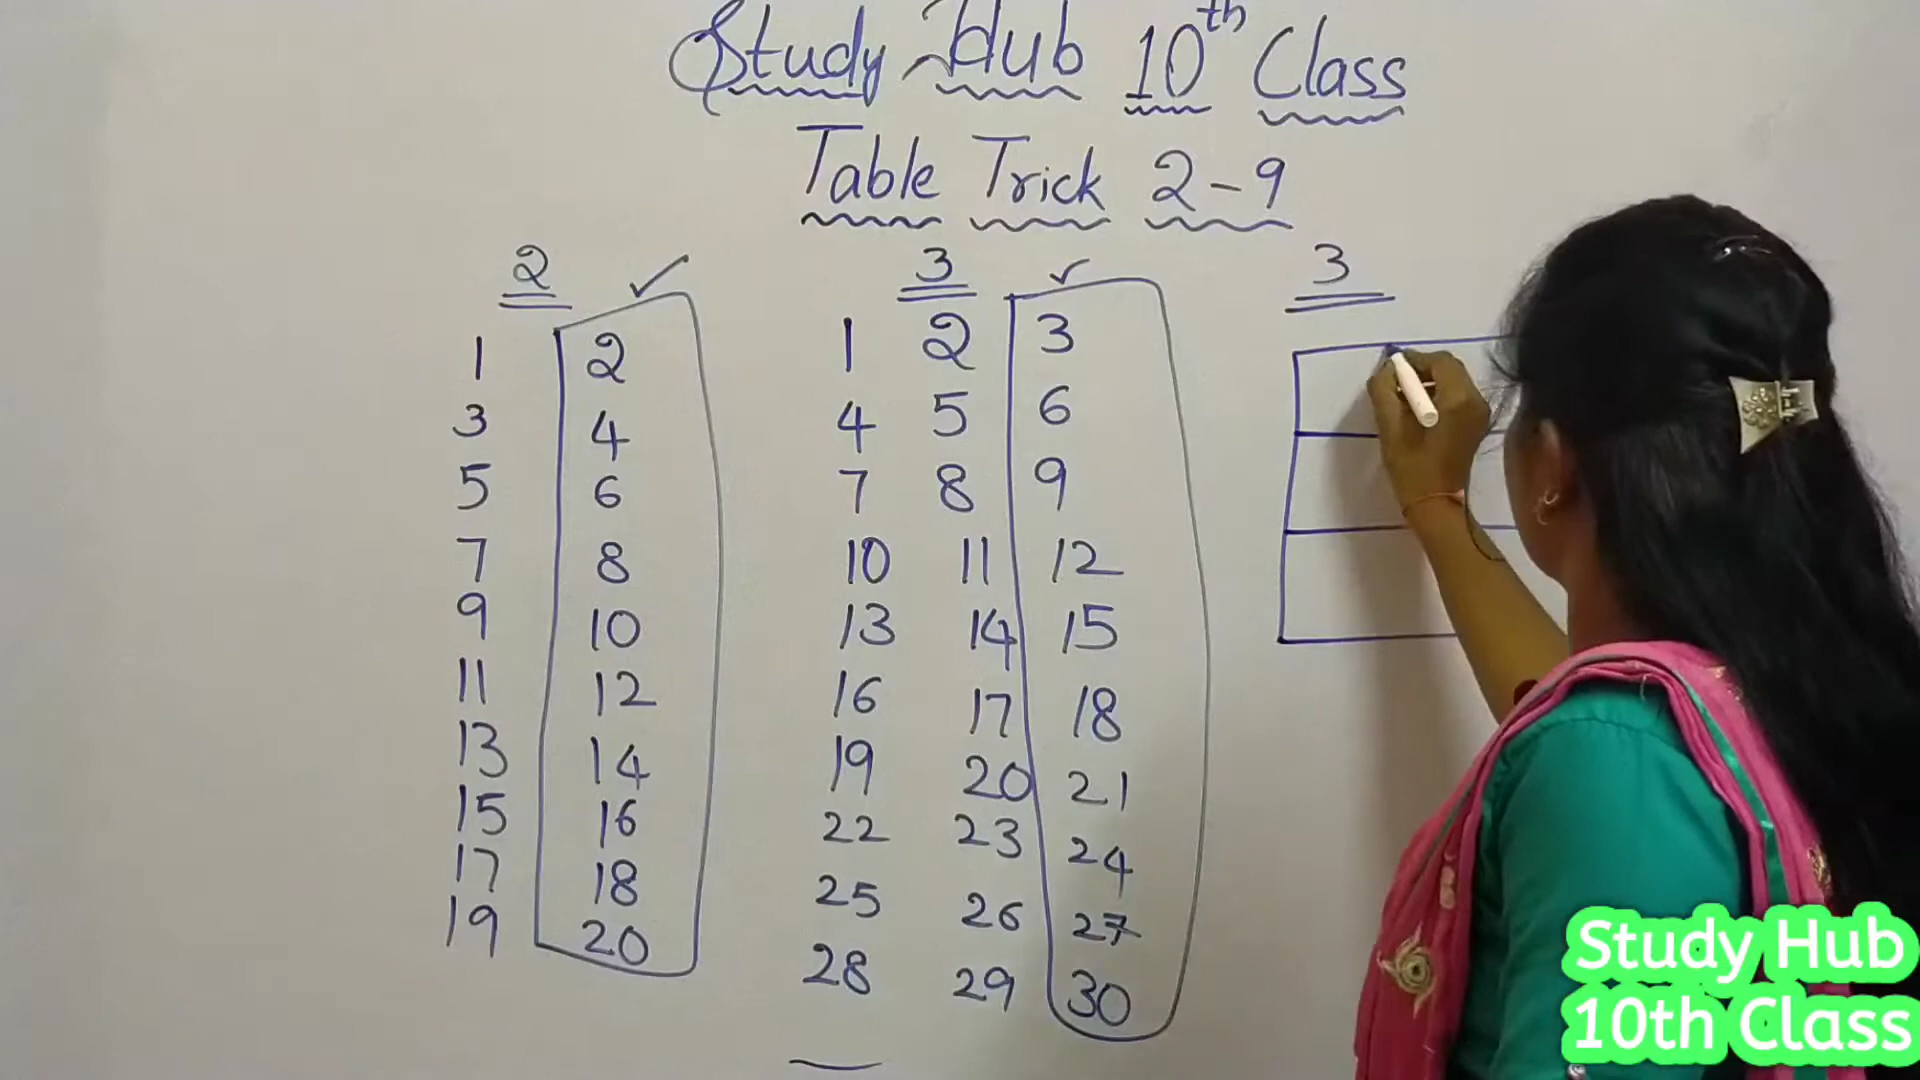 Study Hub 10th Class
Table Trick 2-9
2 ✓ 3 ✓ 3
1 2 1 2 3
3 4 4 5 6
5 6 7 8 9
7 8 10 11 12
9 10 13 14 15
11 12 16 17 18
13 14 19 20 21
15 16 22 23 24
17 18 25 26 27
19 20 28 29 30
Study Hub
10th Class